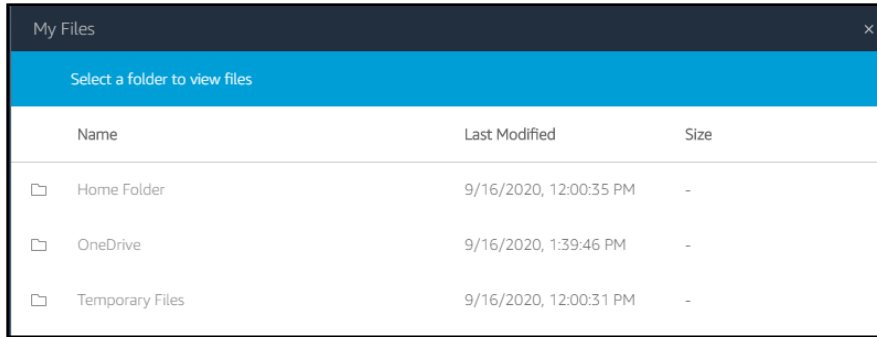 My Files ×
Select a folder to view files
Name Last Modified Size
Home Folder 9/16/2020, 12:00:35 PM -
OneDrive 9/16/2020, 1:39:46 PM -
Temporary Files 9/16/2020, 12:00:31 PM -